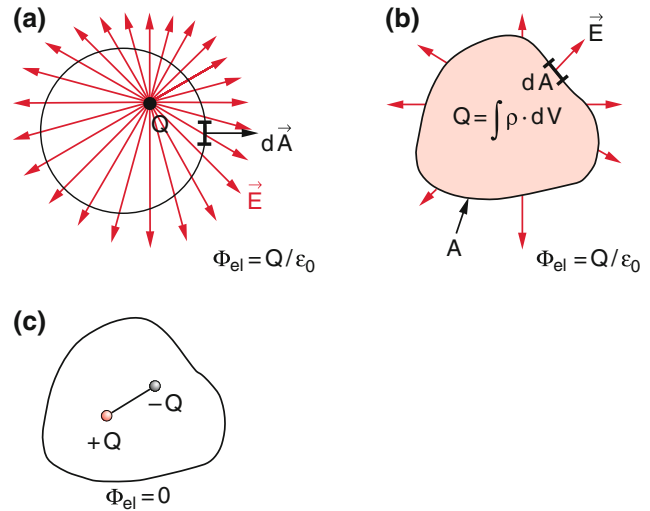 (a)
Q
dA⃗
E⃗
Φel = Q/ε0
(b)
E⃗
dA
Q = ∫ρ · dV
A
Φel = Q/ε0
(c)
−Q
+Q
Φel = 0